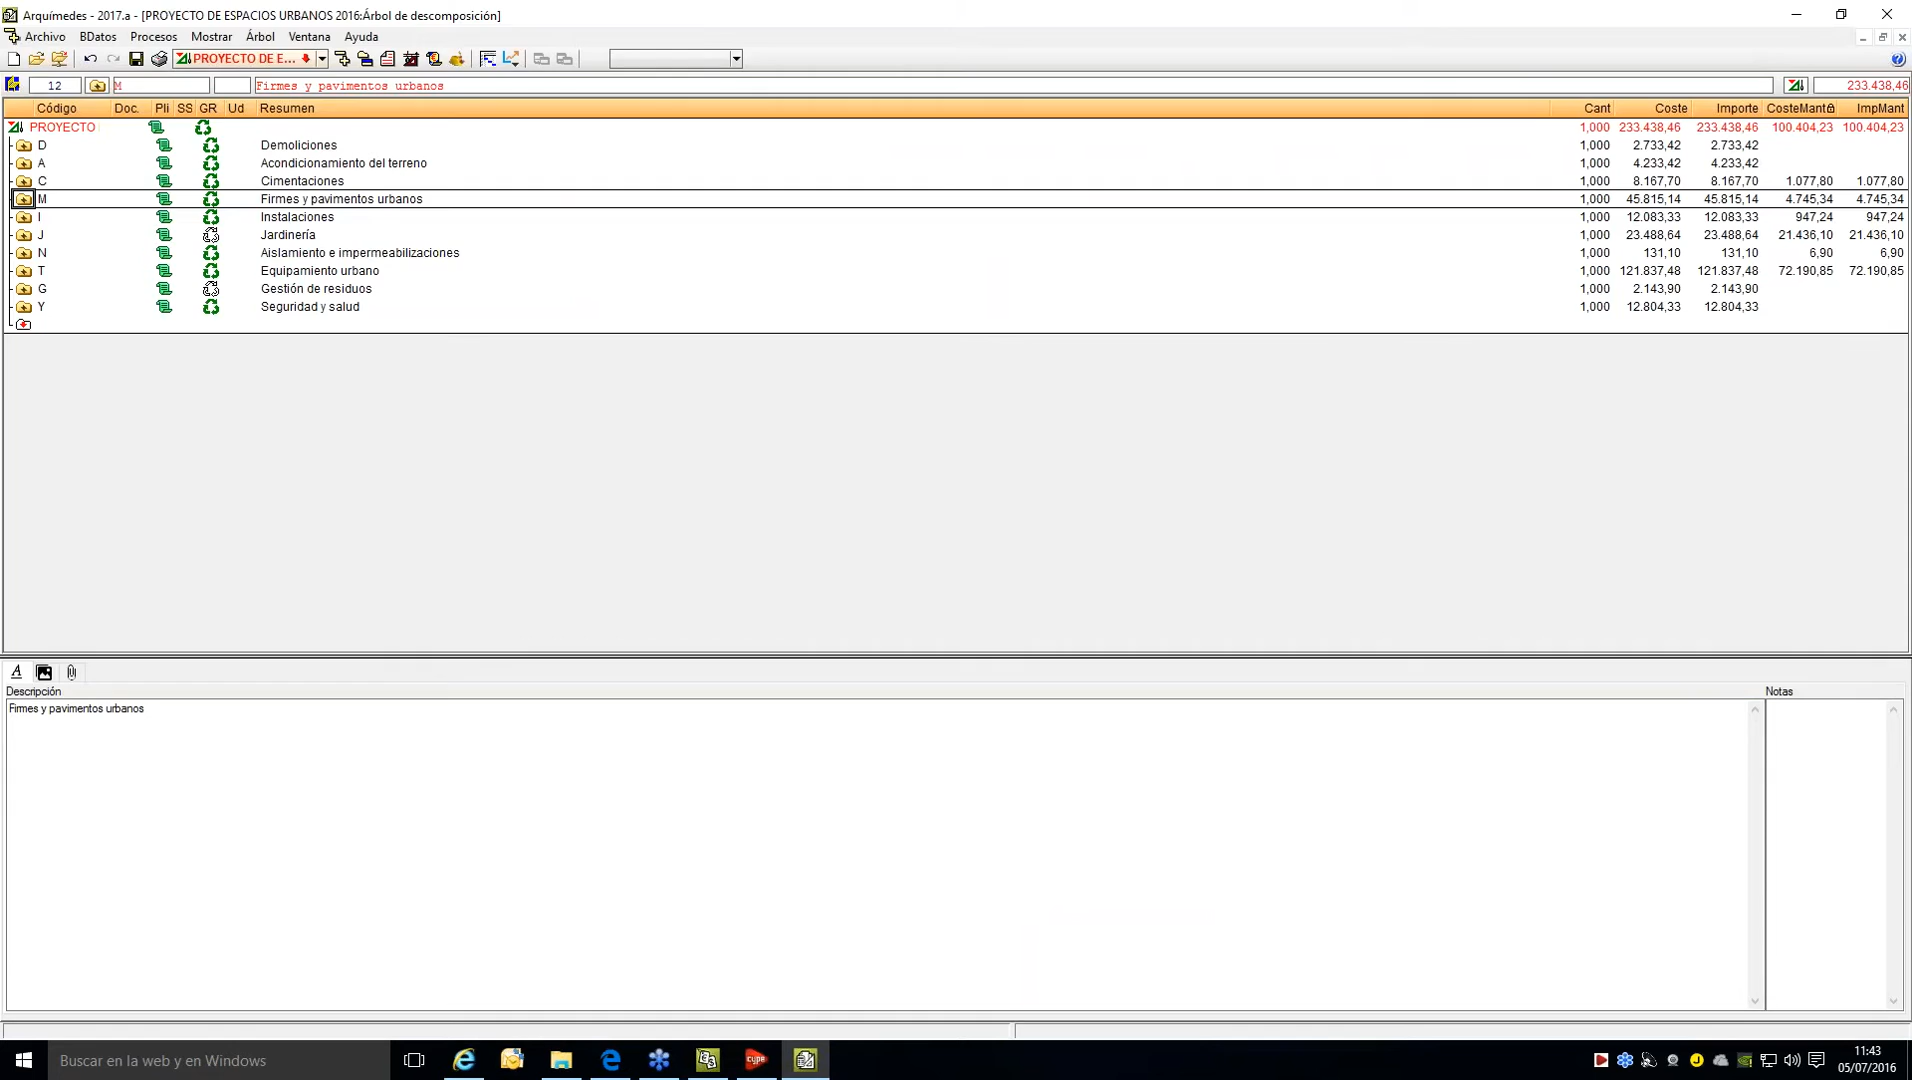 Arquímedes - 2017.a - [PROYECTO DE ESPACIOS URBANOS 2016:Árbol de descomposición]
Archivo BDatos Procesos Mostrar Árbol Ventana Ayuda
PROYECTO DE E...
12 M Firmes y pavimentos urbanos 233.438,46
Código Doc. Pli SS GR Ud Resumen Cant Coste Importe CosteMant ImpMant
PROYECTO 1,000 233.438,46 233.438,46 100.404,23 100.404,23
D Demoliciones 1,000 2.733,42 2.733,42
A Acondicionamiento del terreno 1,000 4.233,42 4.233,42
C Cimentaciones 1,000 8.167,70 8.167,70 1.077,80 1.077,80
M Firmes y pavimentos urbanos 1,000 45.815,14 45.815,14 4.745,34 4.745,34
I Instalaciones 1,000 12.083,33 12.083,33 947,24 947,24
J Jardinería 1,000 23.488,64 23.488,64 21.436,10 21.436,10
N Aislamiento e impermeabilizaciones 1,000 131,10 131,10 6,90 6,90
T Equipamiento urbano 1,000 121.837,48 121.837,48 72.190,85 72.190,85
G Gestión de residuos 1,000 2.143,90 2.143,90
Y Seguridad y salud 1,000 12.804,33 12.804,33
A
Descripción Notas
Firmes y pavimentos urbanos
Buscar en la web y en Windows
cype
11:43
05/07/2016